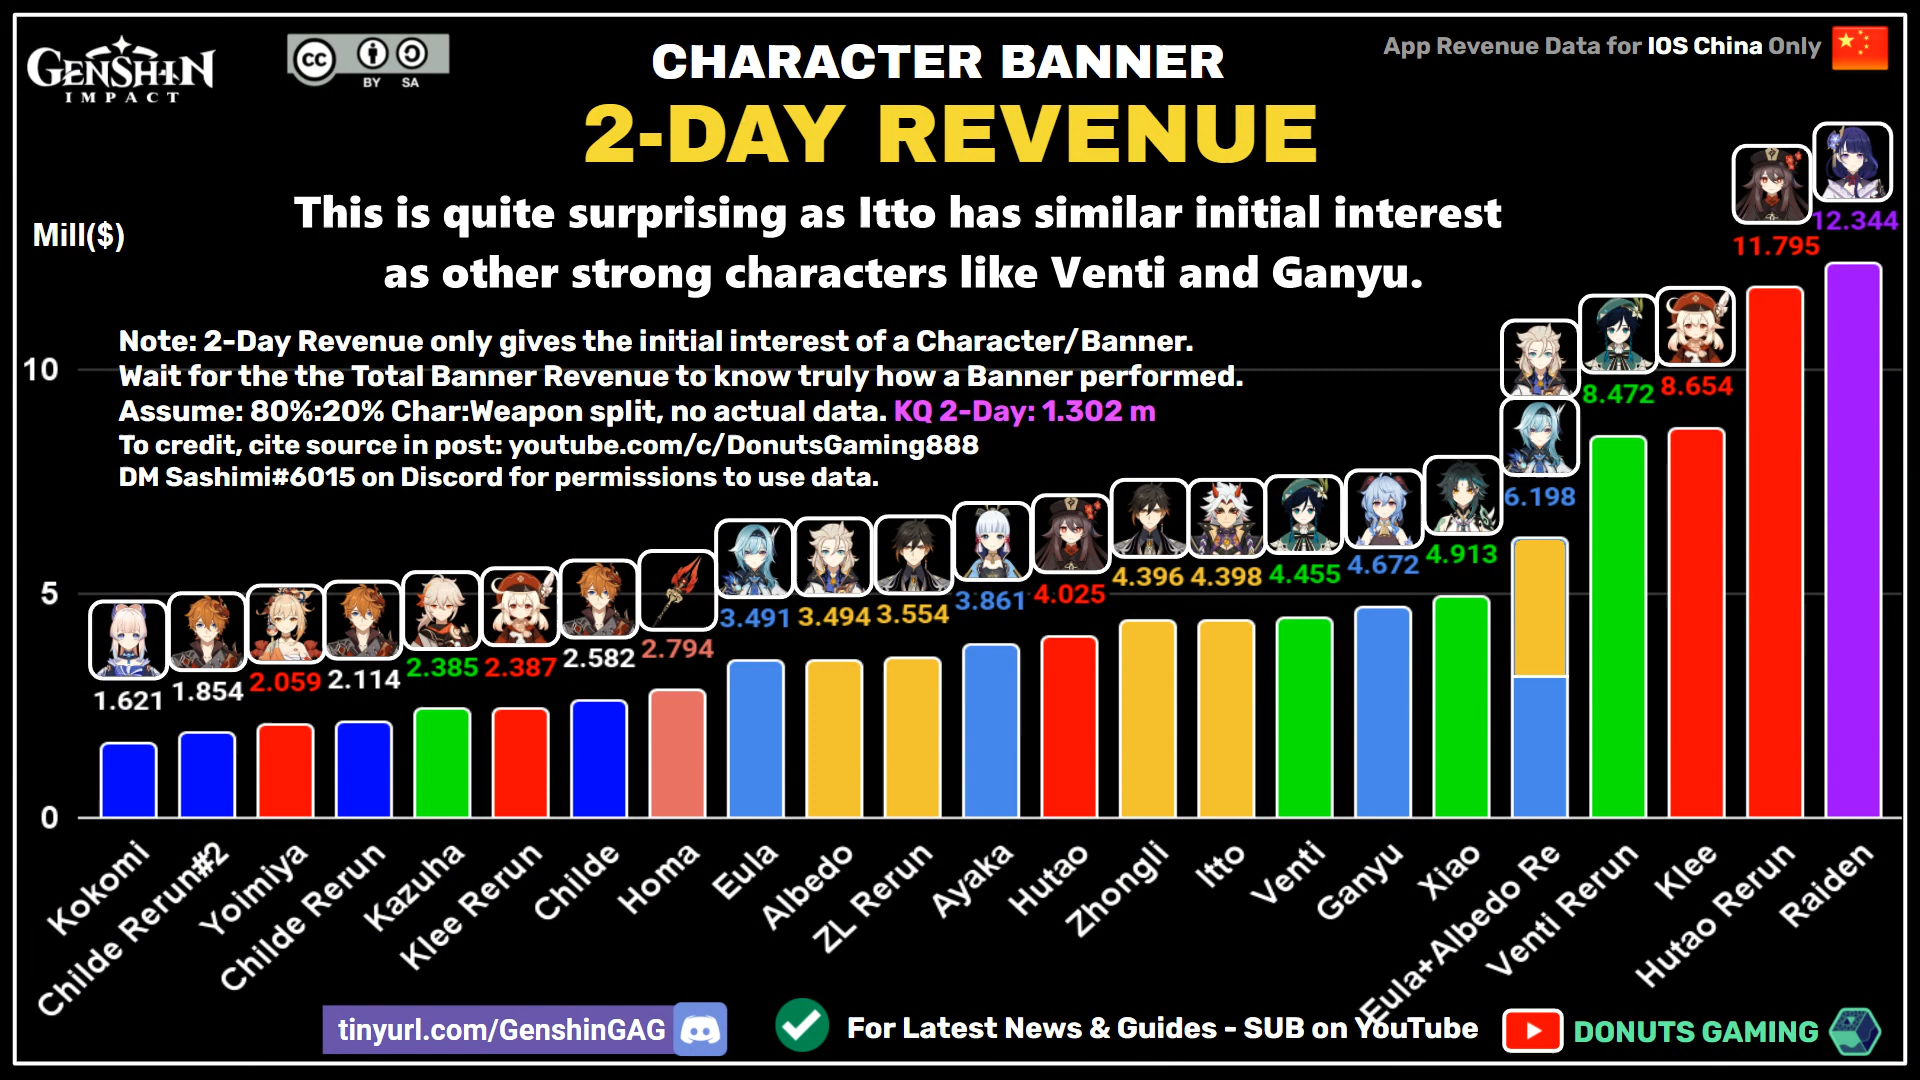 GENSHIN
IMPACT
CC BY SA
CHARACTER BANNER
2-DAY REVENUE
App Revenue Data for IOS China Only
This is quite surprising as Itto has similar initial interest
as other strong characters like Venti and Ganyu.
Mill($)
Note: 2-Day Revenue only gives the initial interest of a Character/Banner.
Wait for the the Total Banner Revenue to know truly how a Banner performed.
Assume: 80%:20% Char:Weapon split, no actual data. KQ 2-Day: 1.302 m
To credit, cite source in post: youtube.com/c/DonutsGaming888
DM Sashimi#6015 on Discord for permissions to use data.
10
5
0
1.621
1.854
2.059
2.114
2.385
2.387
2.582
2.794
3.491
3.494
3.554
3.861
4.025
4.396
4.398
4.455
4.672
4.913
6.198
8.472
8.654
11.795
12.344
Kokomi
Childe Rerun#2
Yoimiya
Childe Rerun
Kazuha
Klee Rerun
Childe
Homa
Eula
Albedo
ZL Rerun
Ayaka
Hutao
Zhongli
Itto
Venti
Ganyu
Xiao
Eula+Albedo Re
Venti Rerun
Klee
Hutao Rerun
Raiden
tinyurl.com/GenshinGAG
For Latest News & Guides - SUB on YouTube
DONUTS GAMING